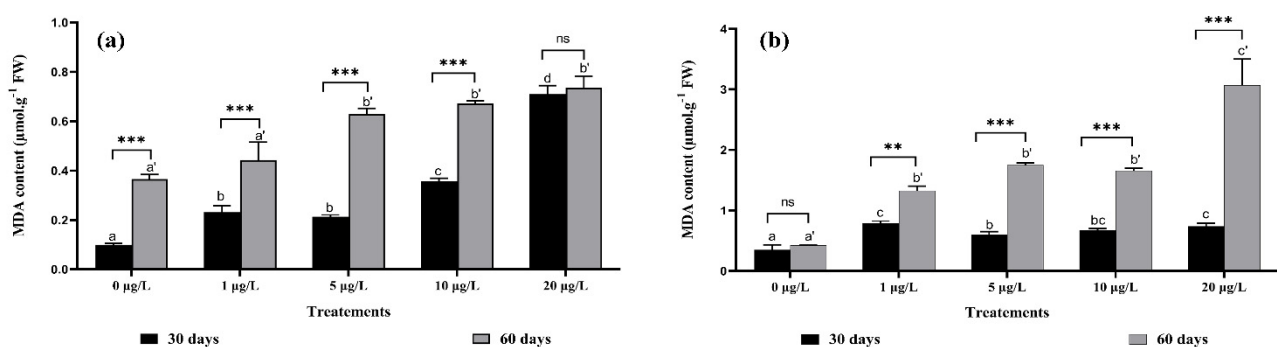 (a)
MDA content (µmol.g⁻¹ FW)
1.0
0.8
0.6
0.4
0.2
0.0
***
***
***
***
ns
a
a'
b
a'
b
b'
c
b'
d
b'
0 µg/L
1 µg/L
5 µg/L
10 µg/L
20 µg/L
Treatements
30 days
60 days
(b)
MDA content (µmol.g⁻¹ FW)
4
3
2
1
0
ns
**
***
***
***
a
a'
c
b'
b
b'
bc
b'
c
c'
0 µg/L
1 µg/L
5 µg/L
10 µg/L
20 µg/L
Treatements
30 days
60 days